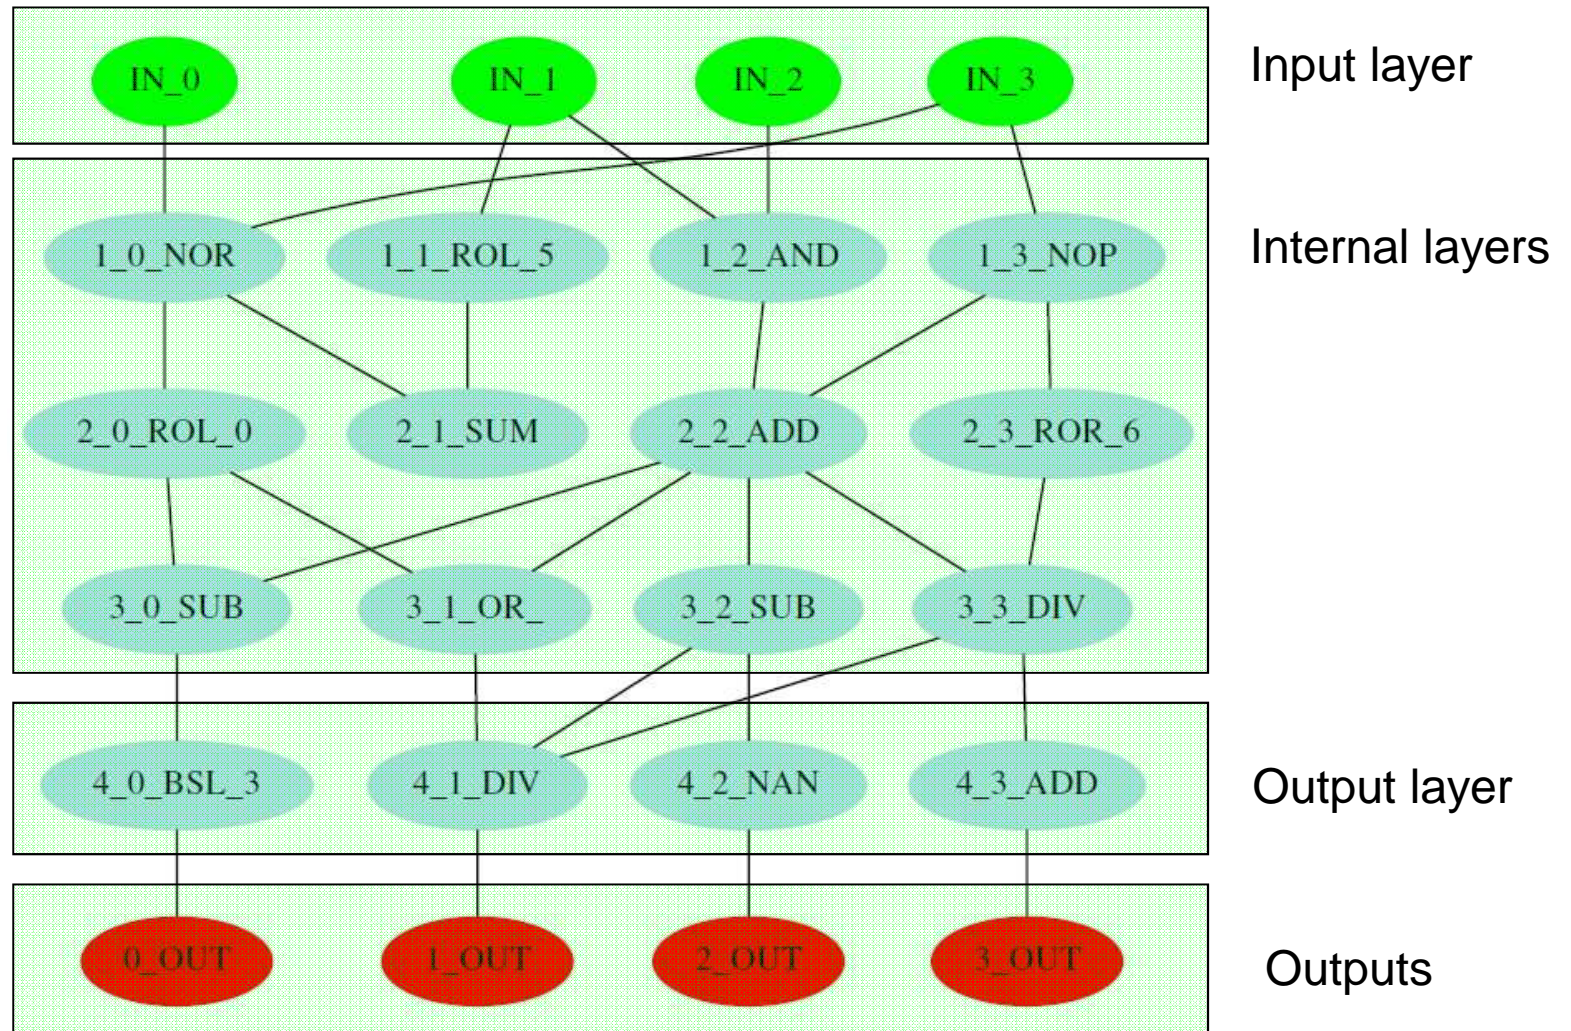 IN_0 IN_1 IN_2 IN_3 Input layer
1_0_NOR 1_1_ROL_5 1_2_AND 1_3_NOP Internal layers
2_0_ROL_0 2_1_SUM 2_2_ADD 2_3_ROR_6
3_0_SUB 3_1_OR_ 3_2_SUB 3_3_DIV
4_0_BSL_3 4_1_DIV 4_2_NAN 4_3_ADD Output layer
0_OUT 1_OUT 2_OUT 3_OUT Outputs